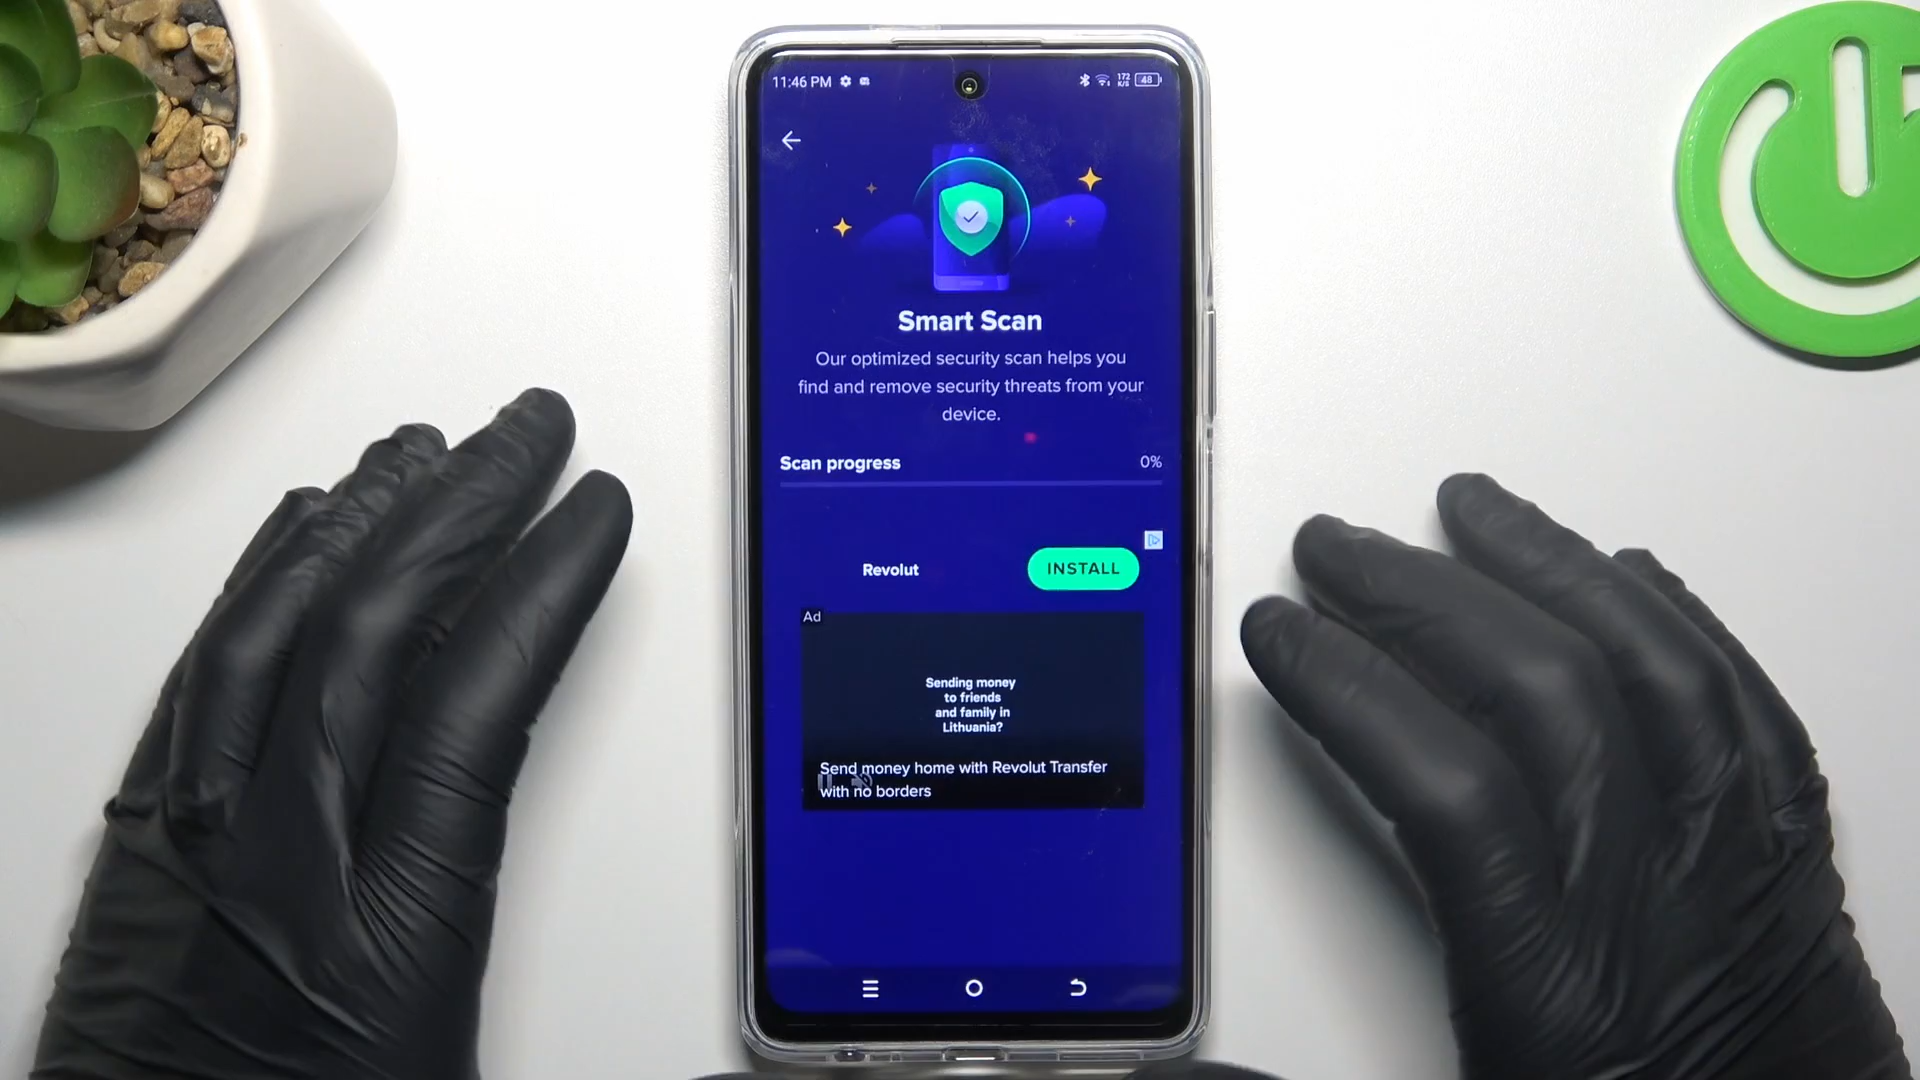 11:46 PM 172 K/S 48
Smart Scan
Our optimized security scan helps you
find and remove security threats from your
device.
Scan progress 0%
Revolut INSTALL
Ad
Sending money
to friends
and family in
Lithuania?
Send money home with Revolut Transfer
with no borders